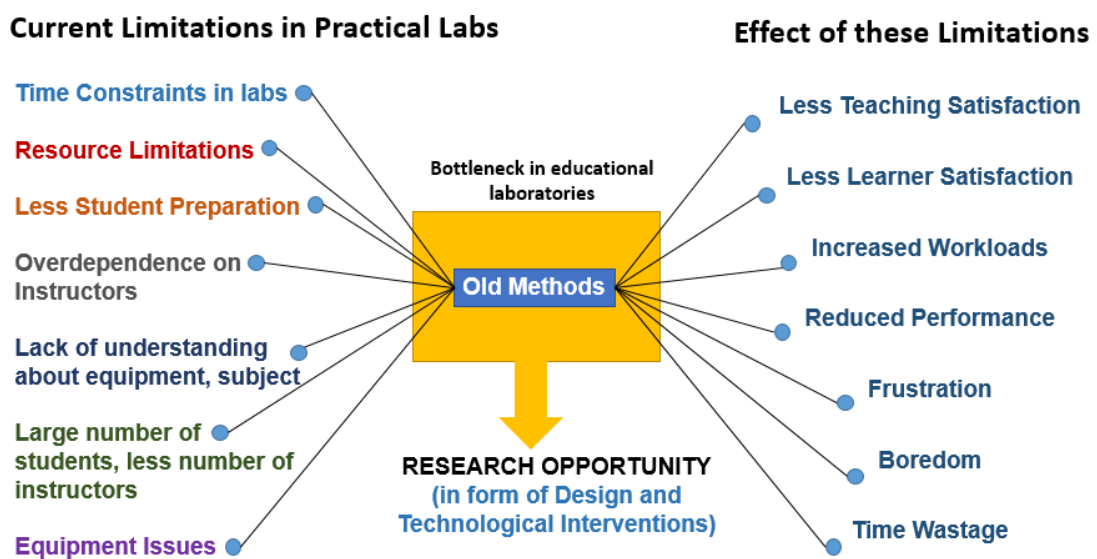 Current Limitations in Practical Labs
Time Constraints in labs
Resource Limitations
Less Student Preparation
Overdependence on
Instructors
Lack of understanding
about equipment, subject
Large number of
students, less number of
instructors
Equipment Issues
Bottleneck in educational
laboratories
Old Methods
RESEARCH OPPORTUNITY
(in form of Design and
Technological Interventions)
Effect of these Limitations
Less Teaching Satisfaction
Less Learner Satisfaction
Increased Workloads
Reduced Performance
Frustration
Boredom
Time Wastage